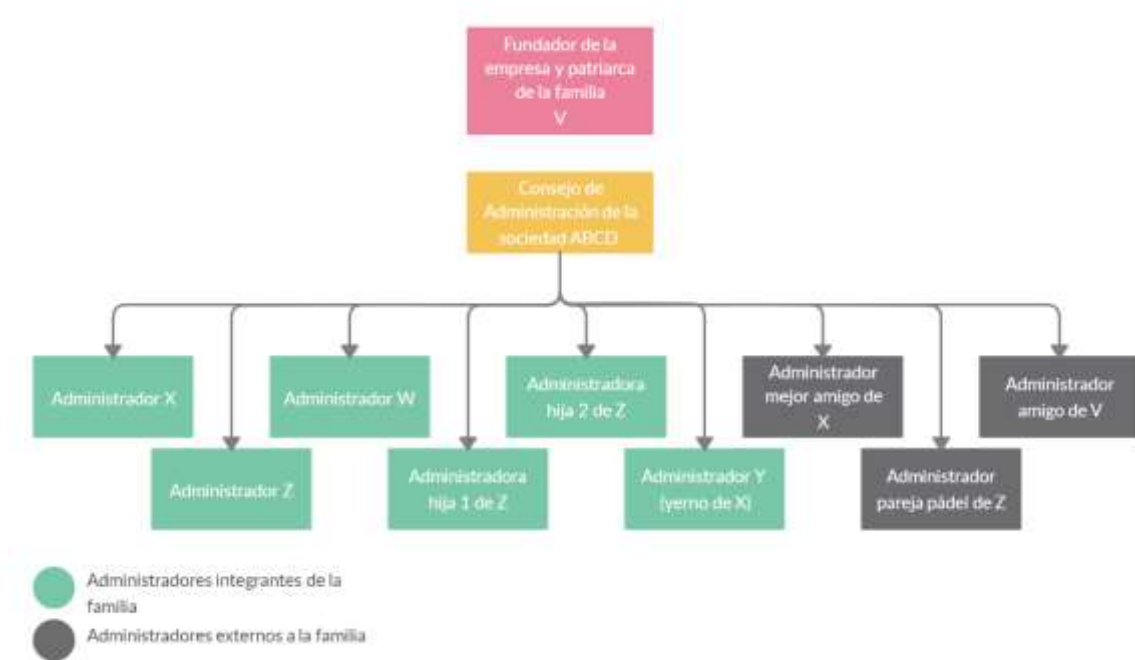 Fundador de la
empresa y patriarca
de la familia
V
Consejo de
Administración de la
sociedad ABCD
Administrador X
Administrador W
Administradora
hija 2 de Z
Administrador
mejor amigo de
X
Administrador
amigo de V
Administrador Z
Administradora
hija 1 de Z
Administrador Y
(yerno de X)
Administrador
pareja pádel de Z
Administradores integrantes de la
familia
Administradores externos a la familia